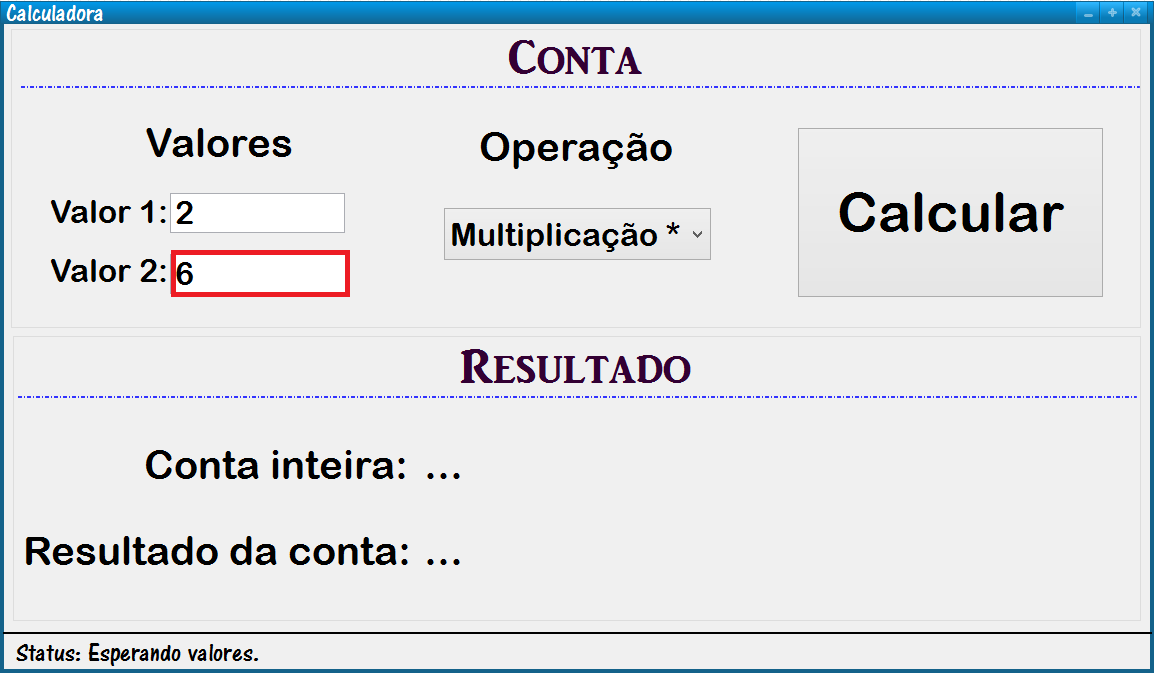 Calculadora
Conta
Valores
Operação
Valor 1: 2
Multiplicação *
Calcular
Valor 2: 6
Resultado
Conta inteira: ...
Resultado da conta: ...
Status: Esperando valores.